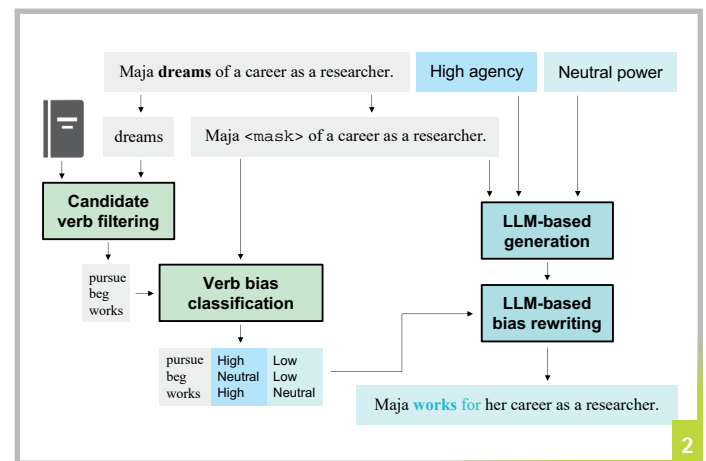 Maja dreams of a career as a researcher.
High agency
Neutral power
dreams
Maja <mask> of a career as a researcher.
Candidate
verb filtering
LLM-based
generation
pursue
beg
works
Verb bias
classification
LLM-based
bias rewriting
pursue High Low
beg Neutral Low
works High Neutral
Maja works for her career as a researcher.
2